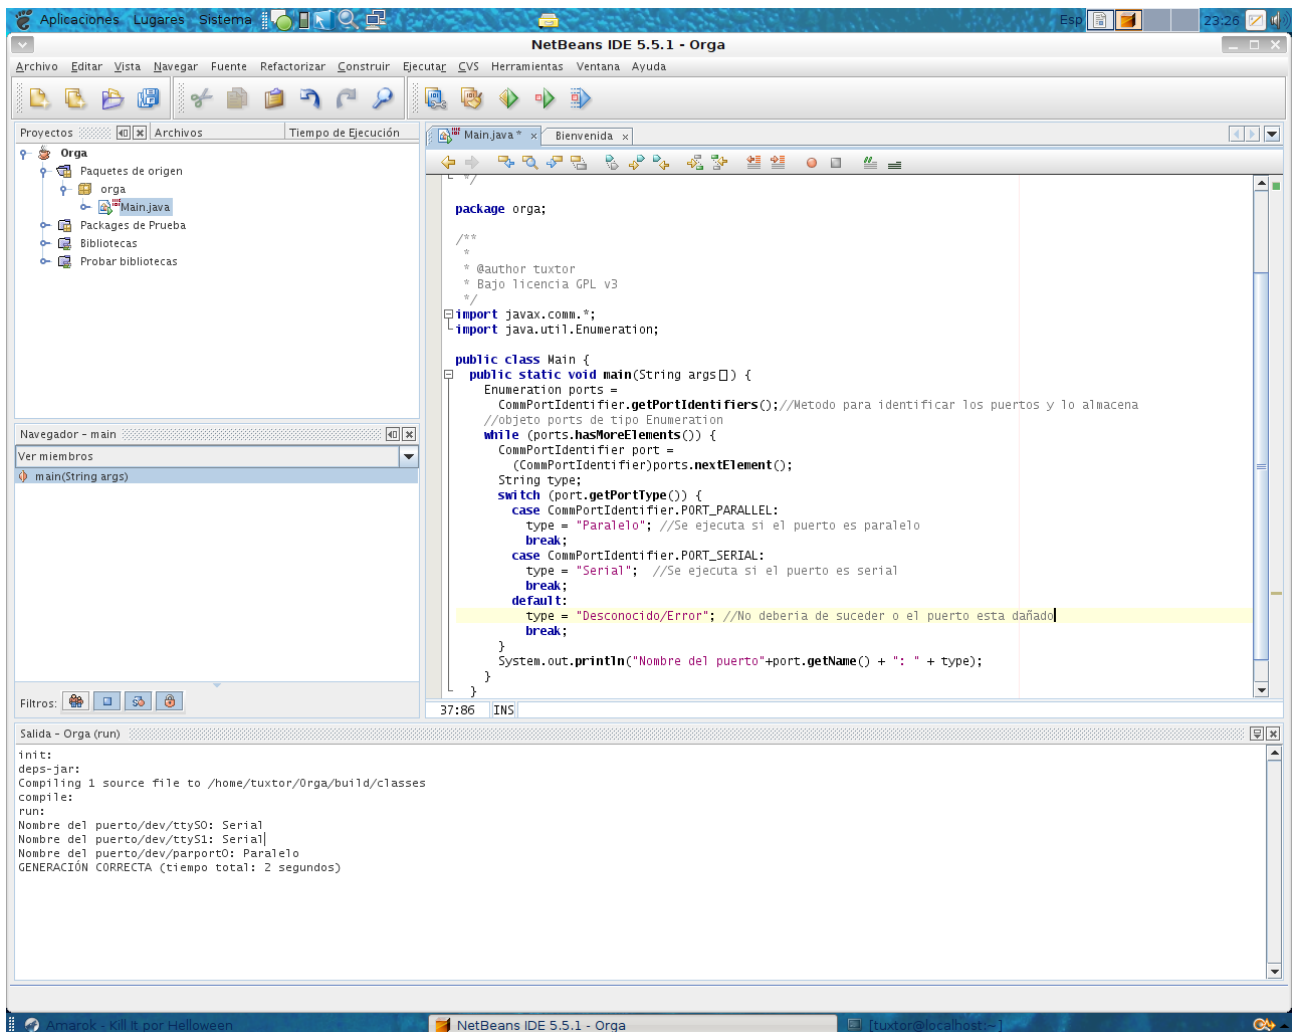 Aplicaciones Lugares Sistema Esp 23:26
NetBeans IDE 5.5.1 - Orga
Archivo Editar Vista Navegar Fuente Refactorizar Construir Ejecutar CVS Herramientas Ventana Ayuda
Proyectos Archivos Tiempo de Ejecución
Orga
Paquetes de origen
orga
Main.java
Packages de Prueba
Bibliotecas
Probar bibliotecas
Navegador - main
Ver miembros
main(String args)
Filtros:
Main.java * x Bienvenida x
*/
package orga;
/**
*
* @author tuxtor
* Bajo licencia GPL v3
*/
import javax.comm.*;
import java.util.Enumeration;
public class Main {
public static void main(String args[]) {
Enumeration ports =
CommPortIdentifier.getPortIdentifiers();//Metodo para identificar los puertos y lo almacena
//objeto ports de tipo Enumeration
while (ports.hasMoreElements()) {
CommPortIdentifier port =
(CommPortIdentifier)ports.nextElement();
String type;
switch (port.getPortType()) {
case CommPortIdentifier.PORT_PARALLEL:
type = "Paralelo"; //Se ejecuta si el puerto es paralelo
break;
case CommPortIdentifier.PORT_SERIAL:
type = "Serial"; //Se ejecuta si el puerto es serial
break;
default:
type = "Desconocido/Error"; //No deberia de suceder o el puerto esta dañado
break;
}
System.out.println("Nombre del puerto"+port.getName() + ": " + type);
}
}
37:86 INS
Salida - Orga (run)
init:
deps-jar:
Compiling 1 source file to /home/tuxtor/Orga/build/classes
compile:
run:
Nombre del puerto/dev/ttyS0: Serial
Nombre del puerto/dev/ttyS1: Serial
Nombre del puerto/dev/parport0: Paralelo
GENERACIÓN CORRECTA (tiempo total: 2 segundos)
Amarok - Kill It por Helloween NetBeans IDE 5.5.1 - Orga [tuxtor@localhost:~]